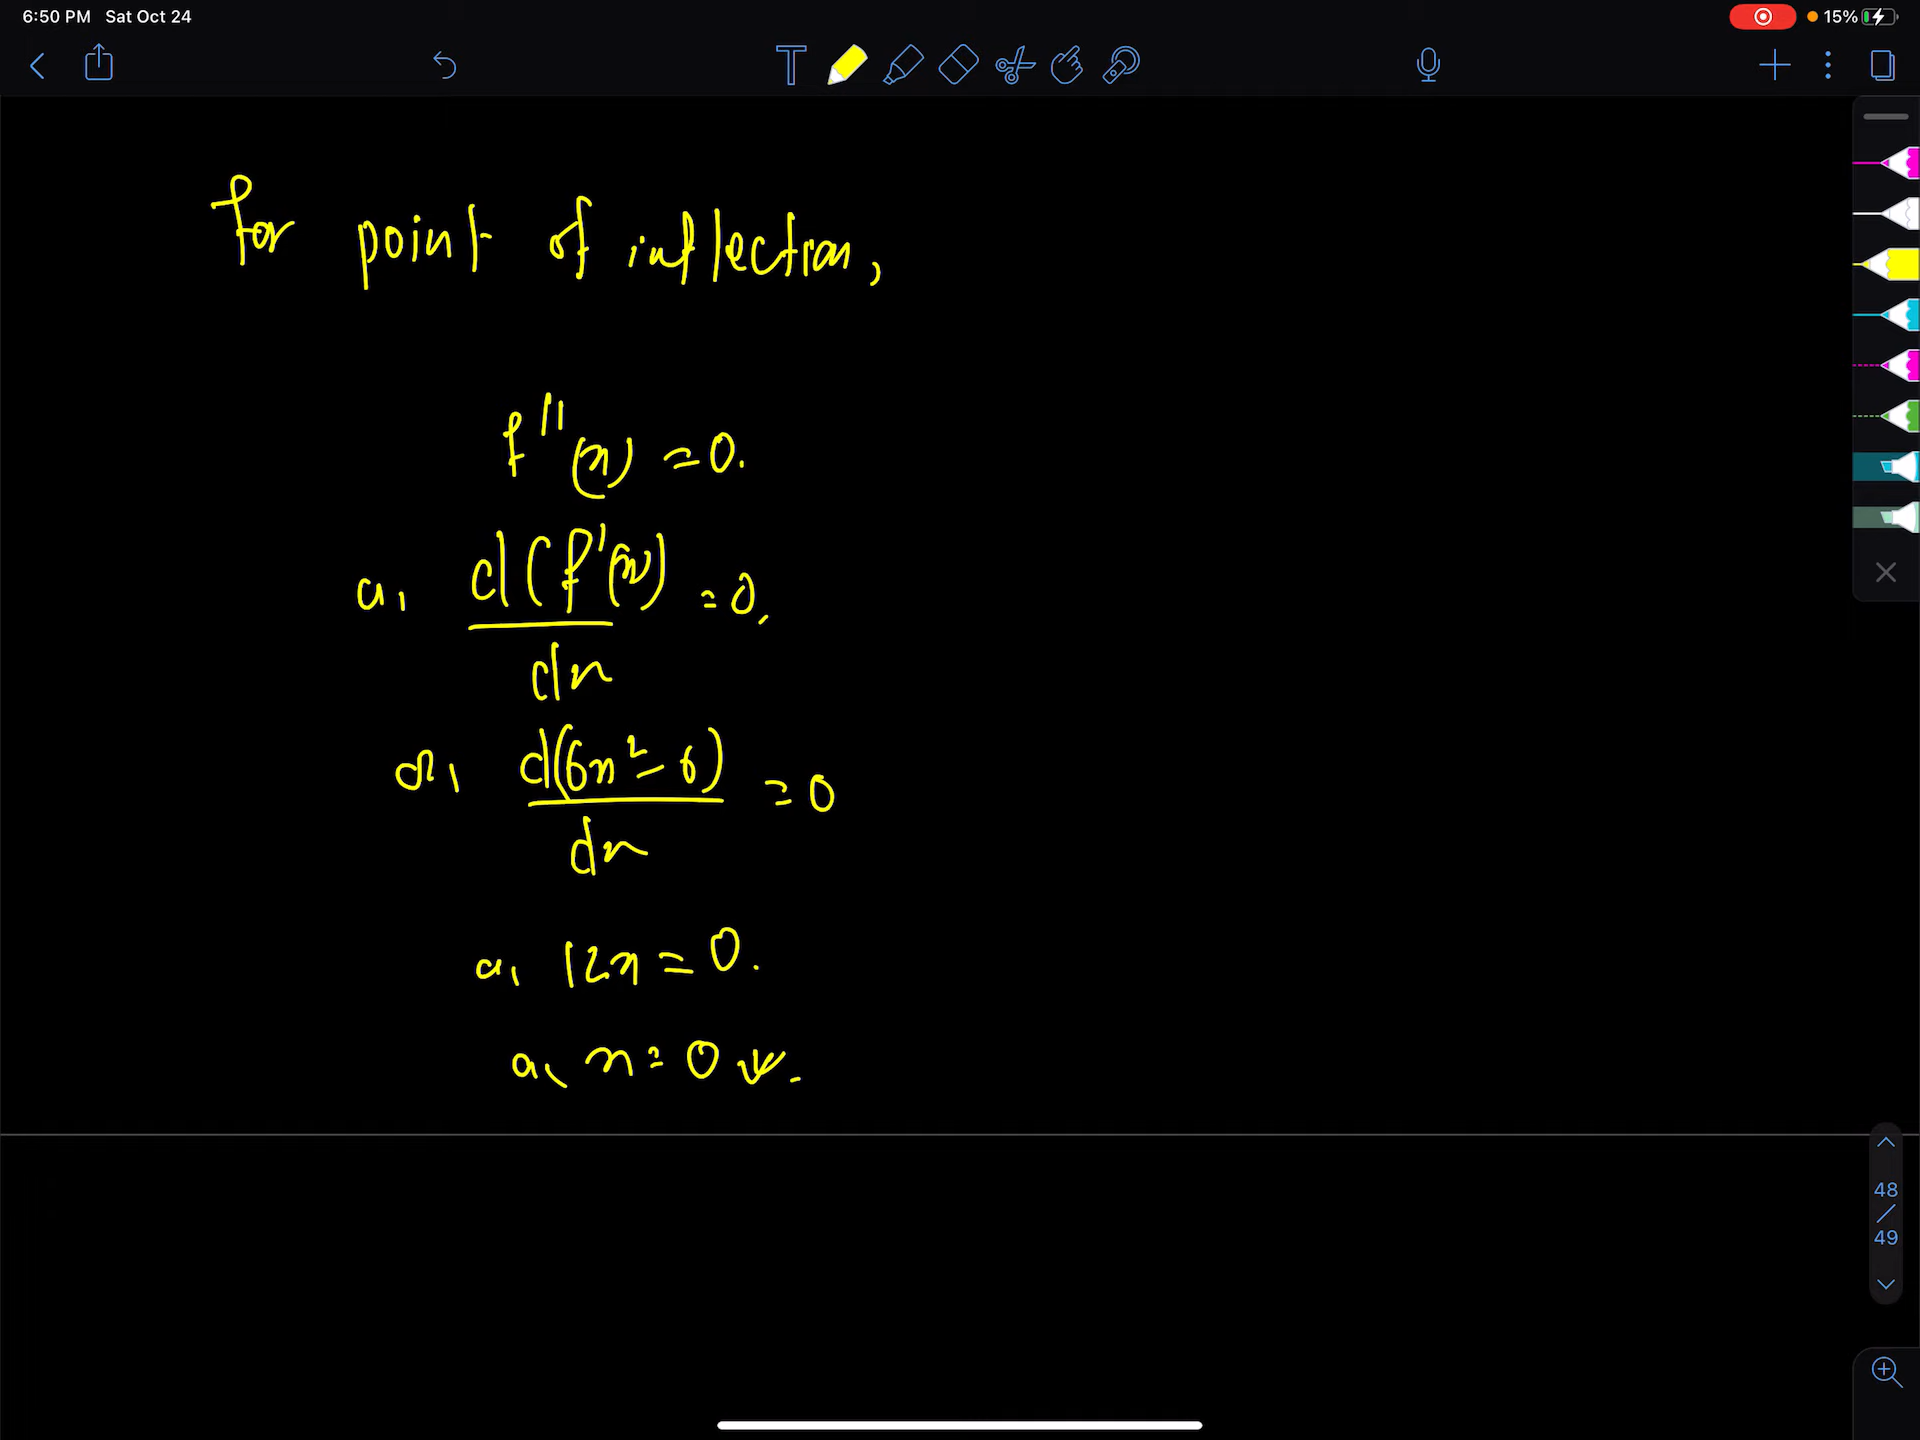 6:50 PM Sat Oct 24
15%
For point of inflection,
f''(x) = 0.
or, d(f'(x) = 0,
dx
or, d(6x² - 6) = 0
dx
or, 12x = 0.
or, x = 0
48
/
49